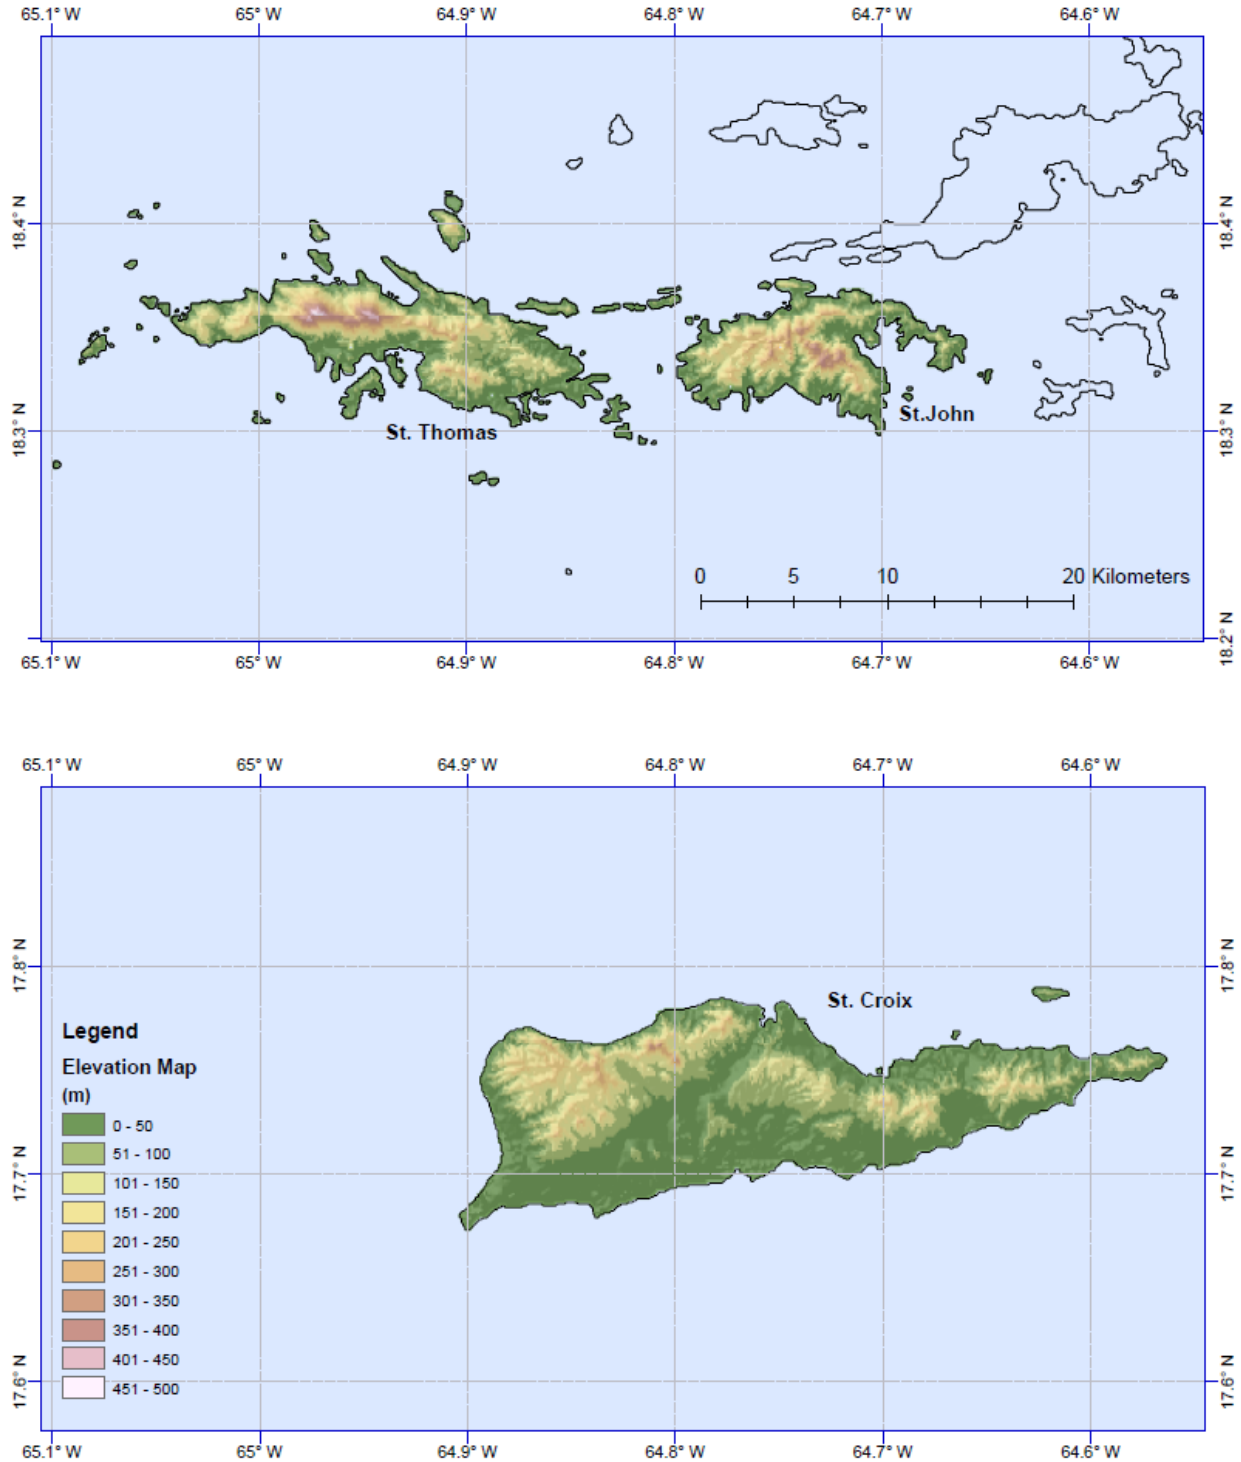 65.1° W 65° W 64.9° W 64.8° W 64.7° W 64.6° W
18.4° N 18.4° N
18.3° N 18.3° N
St. Thomas
St.John
0 5 10 20 Kilometers
18.2° N
65.1° W 65° W 64.9° W 64.8° W 64.7° W 64.6° W
65.1° W 65° W 64.9° W 64.8° W 64.7° W 64.6° W
17.8° N 17.8° N
St. Croix
17.7° N 17.7° N
17.6° N 17.6° N
Legend
Elevation Map
(m)
0 - 50
51 - 100
101 - 150
151 - 200
201 - 250
251 - 300
301 - 350
351 - 400
401 - 450
451 - 500
65.1° W 65° W 64.9° W 64.8° W 64.7° W 64.6° W